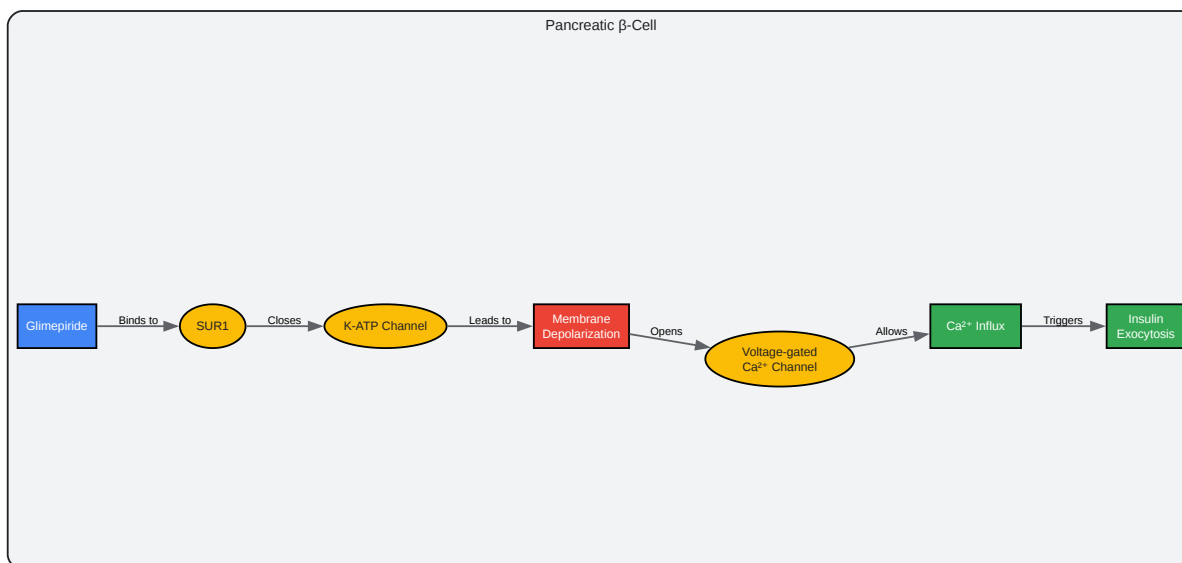 Pancreatic β-Cell
Glimepiride
Binds to
SUR1
Closes
K-ATP Channel
Leads to
Membrane
Depolarization
Opens
Voltage-gated
Ca²⁺ Channel
Allows
Ca²⁺ Influx
Triggers
Insulin
Exocytosis